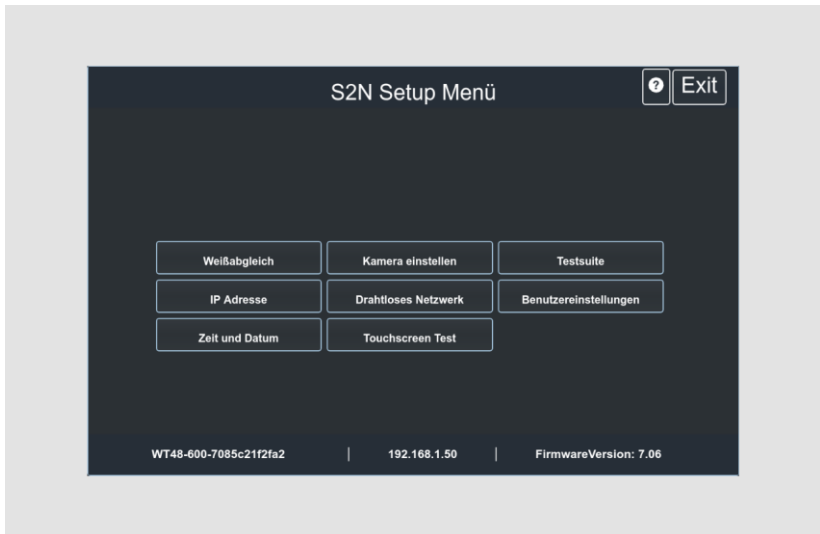 S2N Setup Menü
? Exit
Weißabgleich Kamera einstellen Testsuite
IP Adresse Drahtloses Netzwerk Benutzereinstellungen
Zeit und Datum Touchscreen Test
WT48-600-7085c21f2fa2 | 192.168.1.50 | FirmwareVersion: 7.06